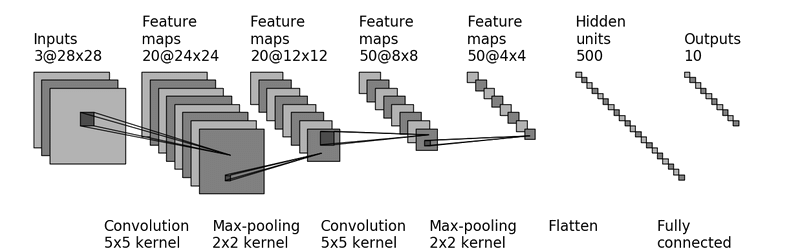 Inputs
3@28x28
Feature
maps
20@24x24
Feature
maps
20@12x12
Feature
maps
50@8x8
Feature
maps
50@4x4
Hidden
units
500
Outputs
10
Convolution
5x5 kernel
Max-pooling
2x2 kernel
Convolution
5x5 kernel
Max-pooling
2x2 kernel
Flatten
Fully
connected